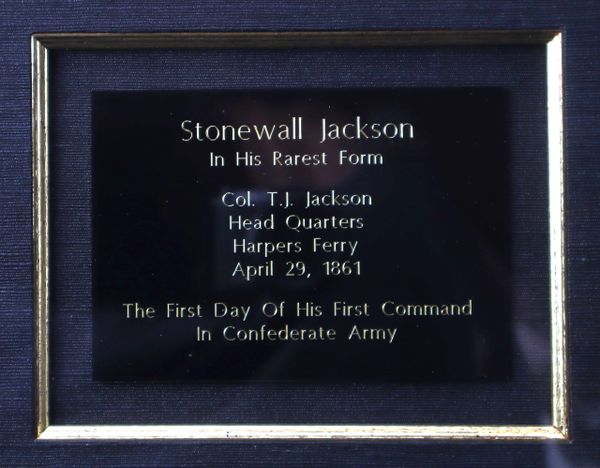 Stonewall Jackson
In His Rarest Form
Col. T.J. Jackson
Head Quarters
Harpers Ferry
April 29, 1861
The First Day Of His First Command
In Confederate Army